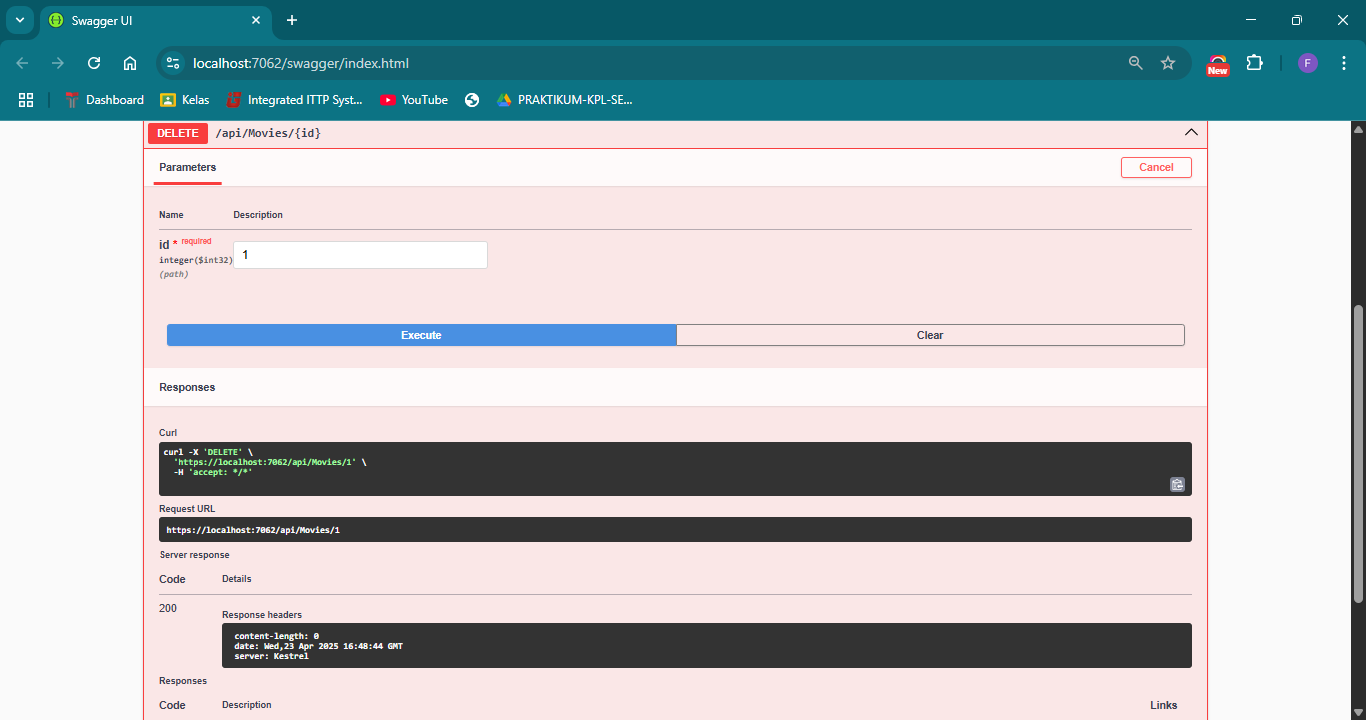 Swagger UI
localhost:7062/swagger/index.html
New
F
Dashboard
Kelas
Integrated ITTP Syst...
YouTube
PRAKTIKUM-KPL-SE...
DELETE /api/Movies/{id}
Parameters
Cancel
Name Description
id * required
integer($int32)
(path)
1
Execute
Clear
Responses
Curl
curl -X 'DELETE' \
'https://localhost:7062/api/Movies/1' \
-H 'accept: */*'
Request URL
https://localhost:7062/api/Movies/1
Server response
Code Details
200
Response headers
content-length: 0
date: Wed,23 Apr 2025 16:48:44 GMT
server: Kestrel
Responses
Code Description Links